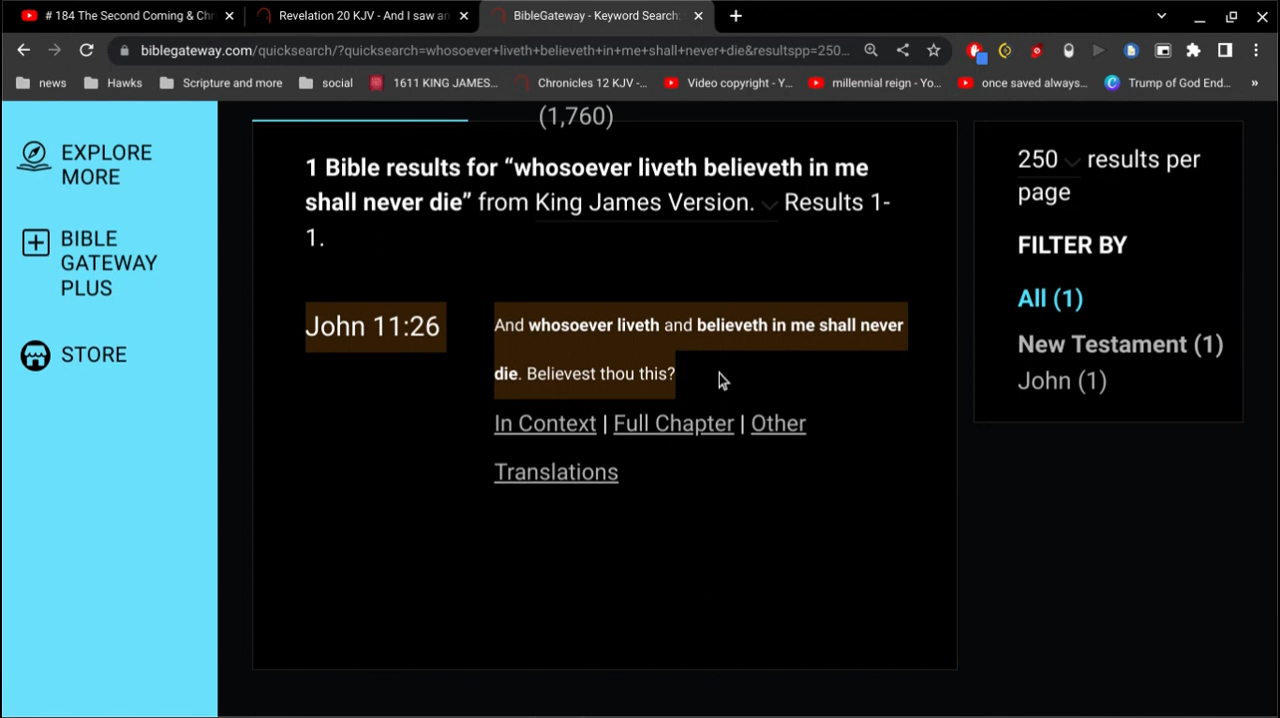 # 184 The Second Coming & Chr
Revelation 20 KJV - And I saw an
BibleGateway - Keyword Search:
biblegateway.com/quicksearch/?quicksearch=whosoever+liveth+believeth+in+me+shall+never+die&resultspp=250...
news
Hawks
Scripture and more
social
1611 KING JAMES...
Chronicles 12 KJV -...
Video copyright - Y...
millennial reign - Yo...
once saved always...
Trump of God End...
»
EXPLORE
MORE
BIBLE
GATEWAY
PLUS
STORE
(1,760)
1 Bible results for “whosoever liveth believeth in me
shall never die” from King James Version. Results 1-
1.
John 11:26
And whosoever liveth and believeth in me shall never
die. Believest thou this?
In Context | Full Chapter | Other
Translations
250 results per
page
FILTER BY
All (1)
New Testament (1)
John (1)